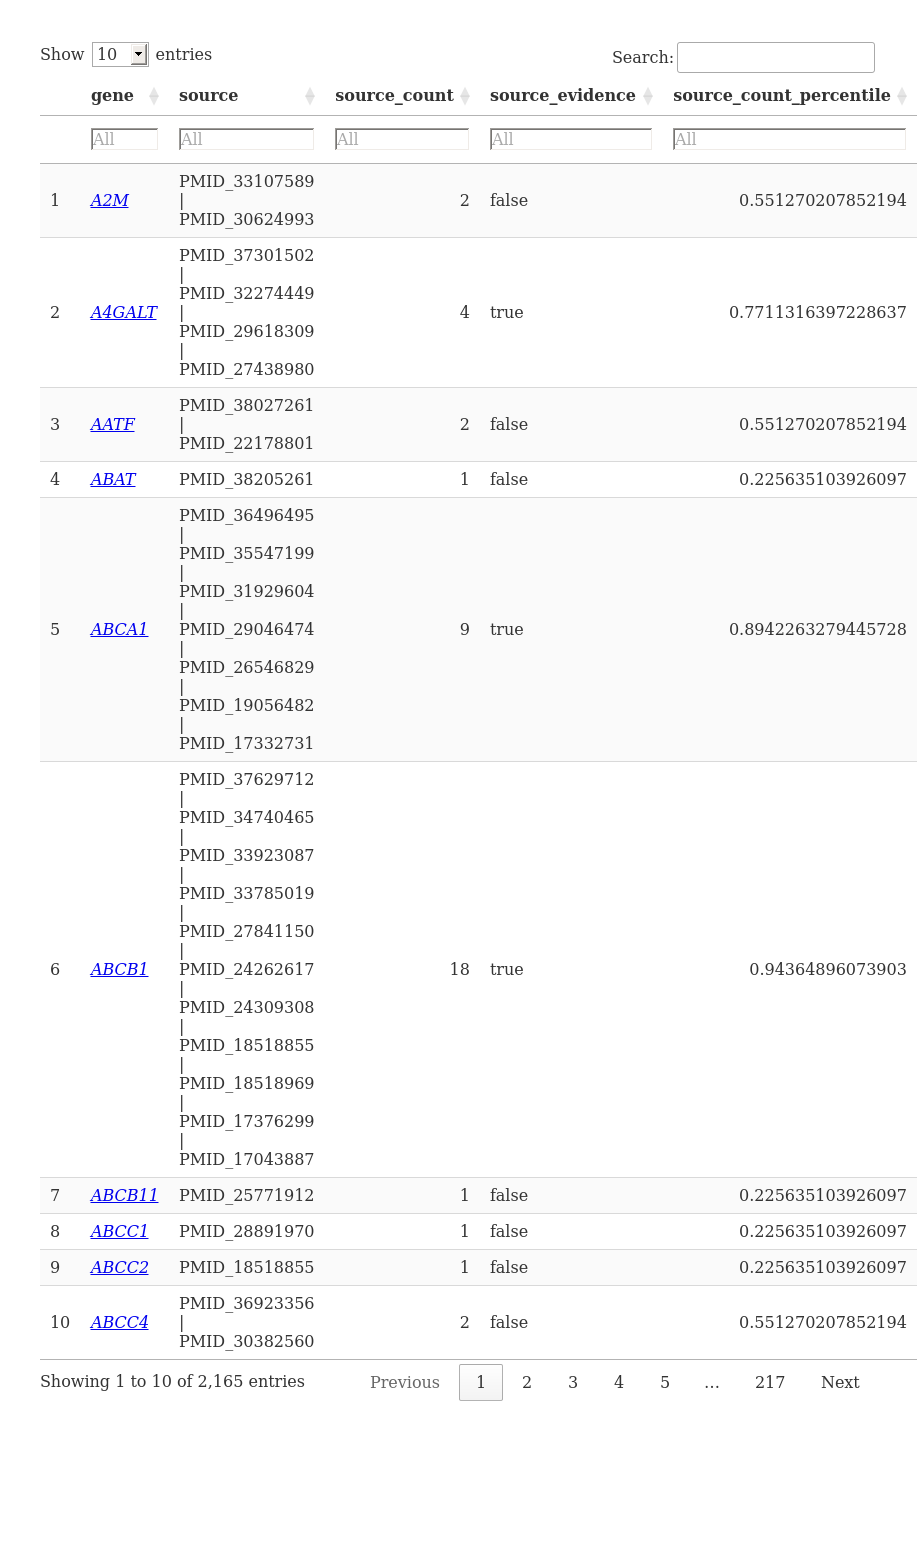 Show 10 entries
Search:
gene source source_count source_evidence source_count_percentile
All All All All All
PMID_33107589
|
1 A2M 2 false 0.551270207852194
PMID_30624993
PMID_37301502
|
PMID_32274449
2 A4GALT | 4 true 0.7711316397228637
PMID_29618309
|
PMID_27438980
PMID_38027261
3 AATF | 2 false 0.551270207852194
PMID_22178801
4 ABAT PMID_38205261 1 false 0.225635103926097
PMID_36496495
|
PMID_35547199
|
PMID_31929604
|
5 ABCA1 PMID_29046474 9 true 0.8942263279445728
|
PMID_26546829
|
PMID_19056482
|
PMID_17332731
PMID_37629712
|
PMID_34740465
|
PMID_33923087
|
PMID_33785019
|
PMID_27841150
|
6 ABCB1 PMID_24262617 18 true 0.94364896073903
|
PMID_24309308
|
PMID_18518855
|
PMID_18518969
|
PMID_17376299
|
PMID_17043887
7 ABCB11 PMID_25771912 1 false 0.225635103926097
8 ABCC1 PMID_28891970 1 false 0.225635103926097
9 ABCC2 PMID_18518855 1 false 0.225635103926097
PMID_36923356
10 ABCC4 | 2 false 0.551270207852194
PMID_30382560
Showing 1 to 10 of 2,165 entries
Previous 1 2 3 4 5 … 217 Next